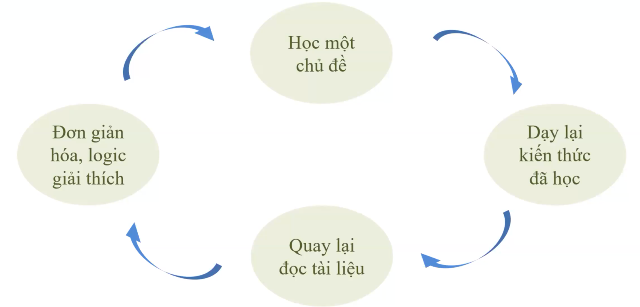 Học một
chủ đề
Dạy lại
kiến thức
đã học
Quay lại
đọc tài liệu
Đơn giản
hóa, logic
giải thích